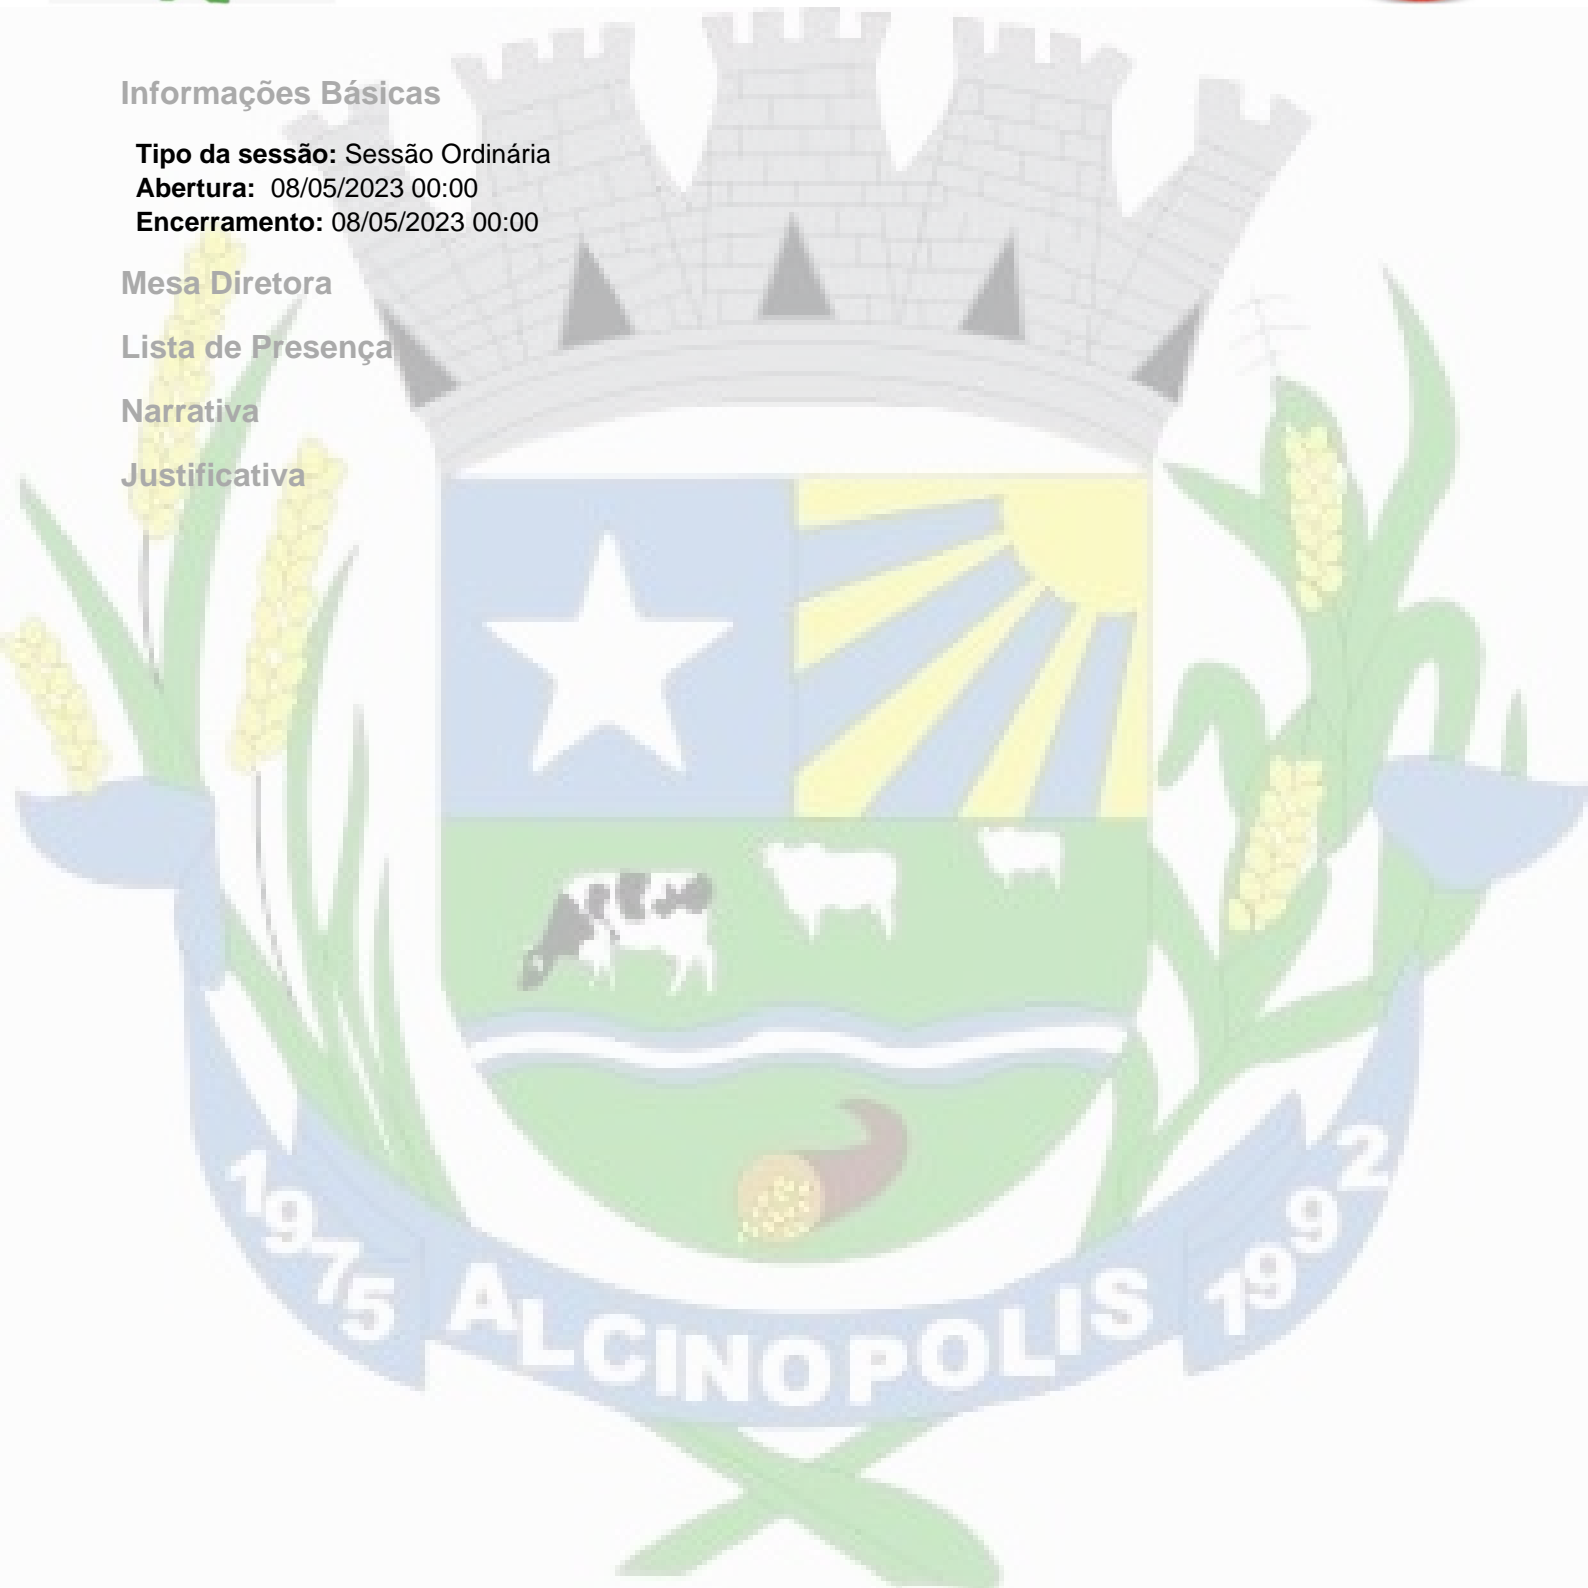 Informações Básicas
Tipo da sessão: Sessão Ordinária
Abertura: 08/05/2023 00:00
Encerramento: 08/05/2023 00:00
Mesa Diretora
Lista de Presença
Narrativa
Justificativa
1975 ALCINOPOLIS 1992